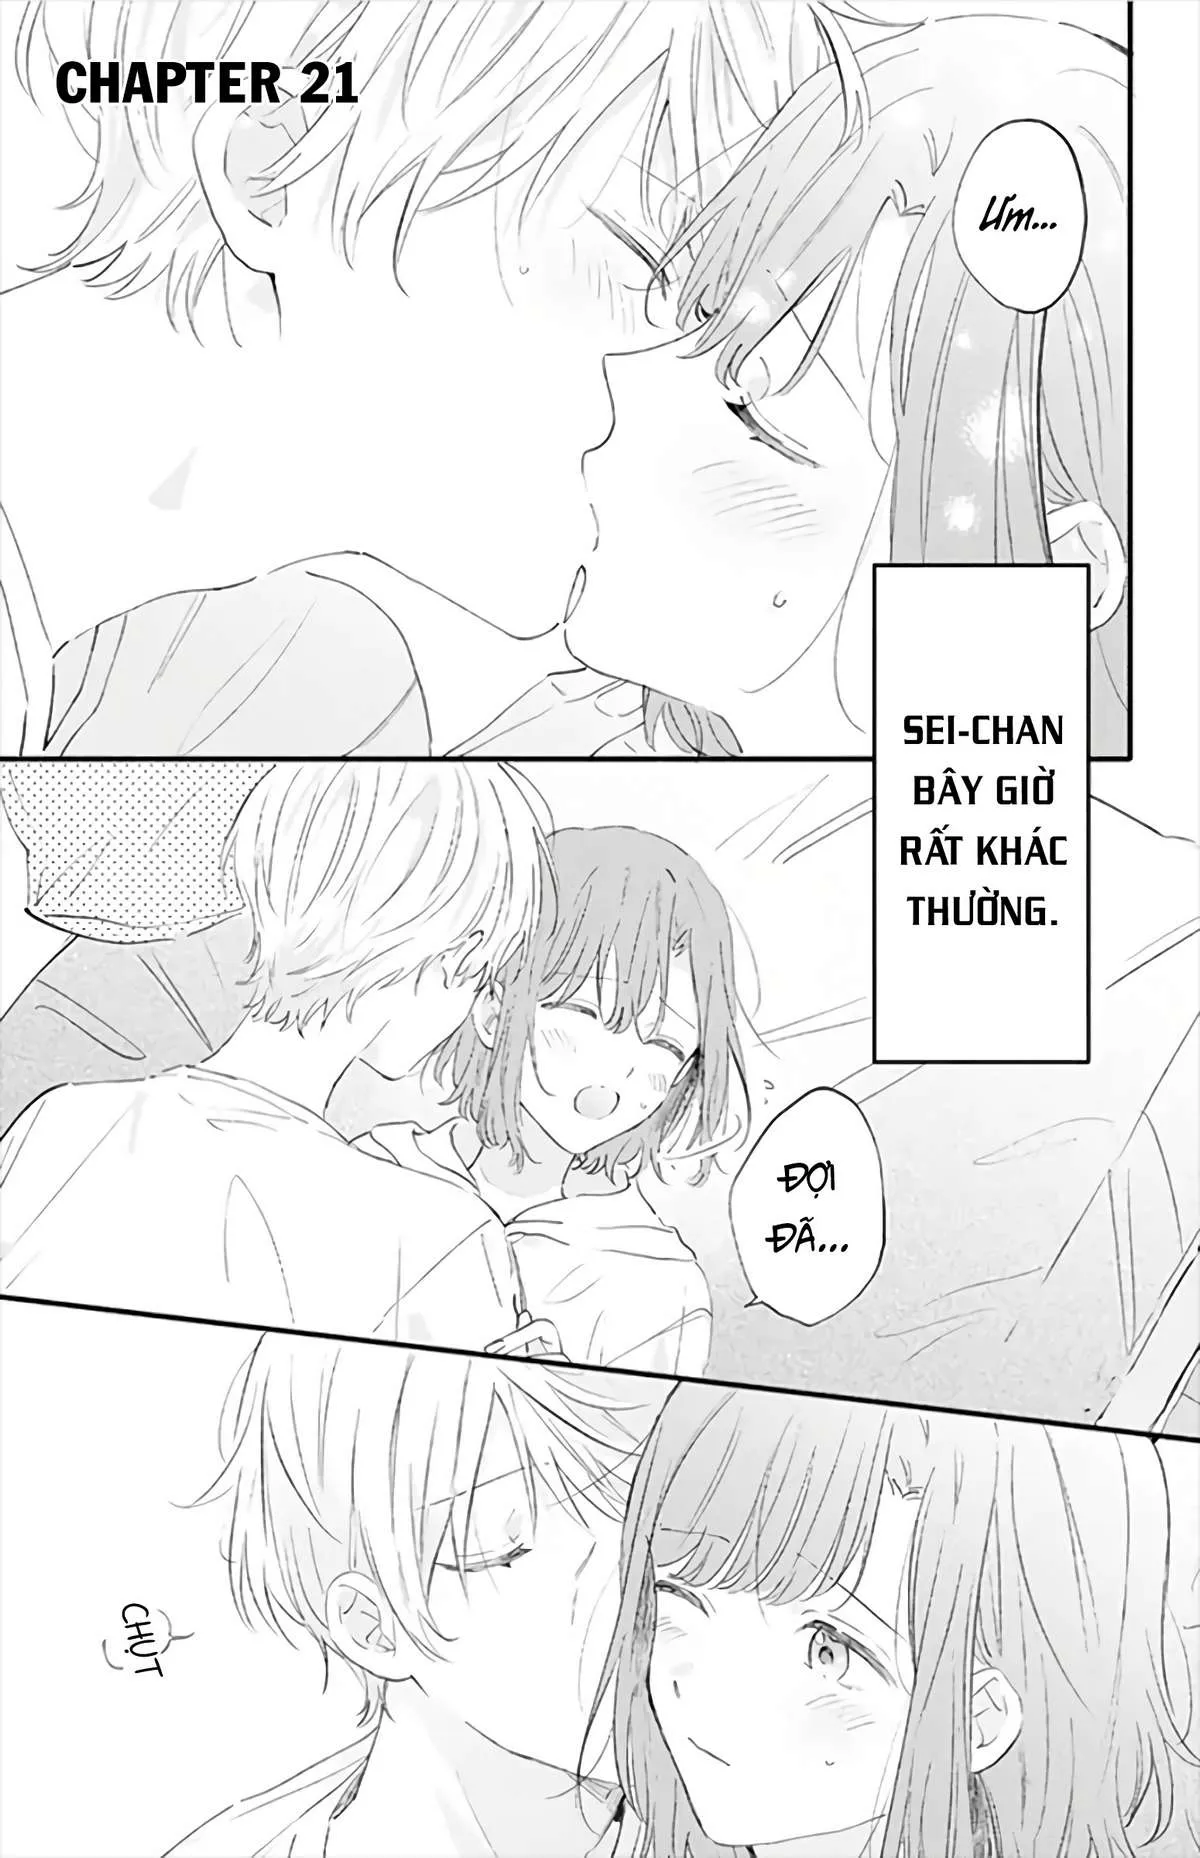 CHAPTER 21
ƯM...
SEI-CHAN
BÂY GIỜ
RẤT KHÁC
THƯỜNG.
ĐỢI
ĐÃ...
CHỤT